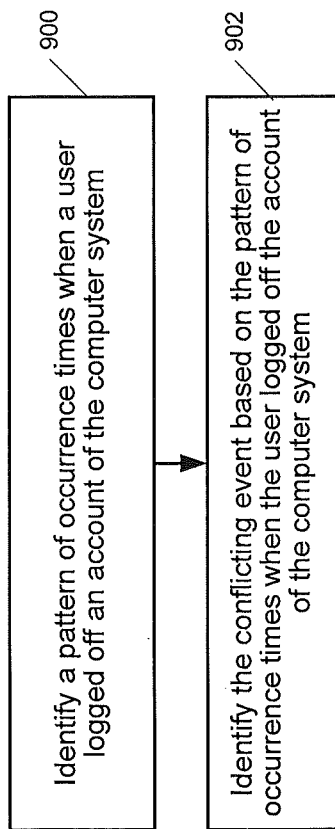 900
Identify a pattern of occurrence times when a user
logged off an account of the computer system
902
Identify the conflicting event based on the pattern of
occurrence times when the user logged off the account
of the computer system